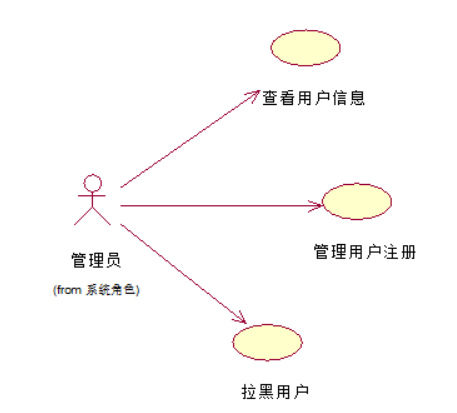 查看用户信息
管理用户注册
管理员
(from 系统角色)
拉黑用户